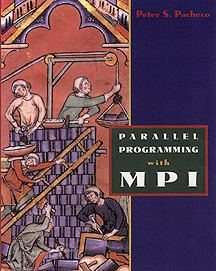 Peter S. Pacheco
PARALLEL
PROGRAMMING
with
MPI